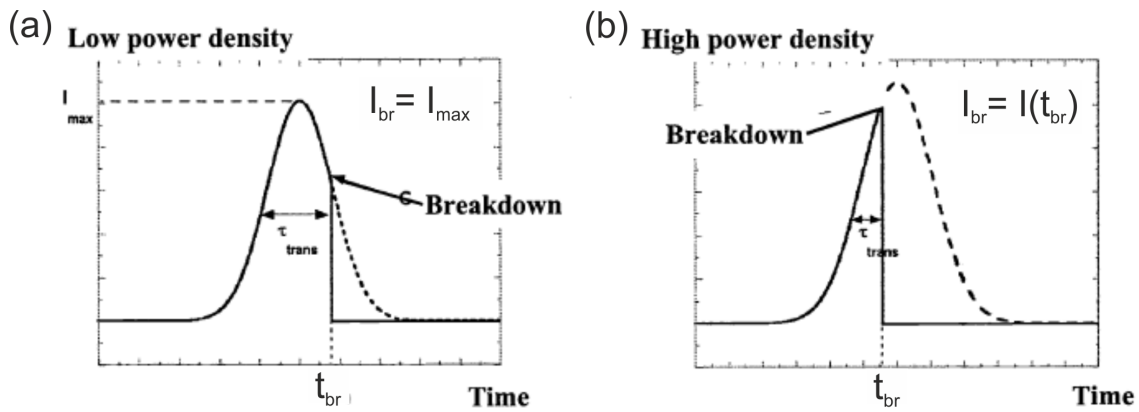 (a)
Low power density
I max
I_br = I_max
Breakdown
τ trans
t_br
Time
(b)
High power density
I_br = I(t_br)
Breakdown
τ trans
t_br
Time